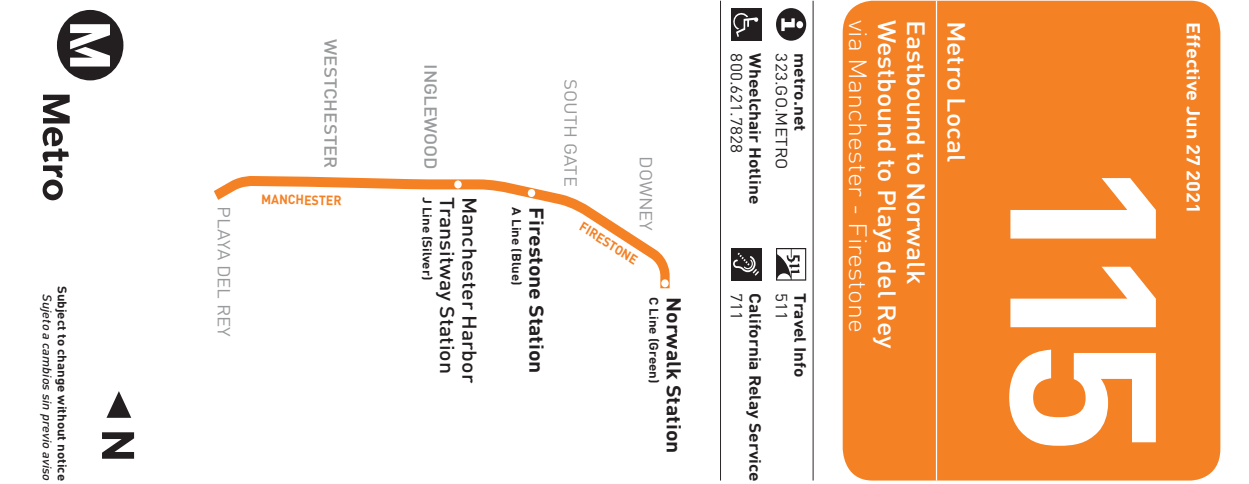 Effective Jun 27 2021
115
Metro Local
Eastbound to Norwalk
Westbound to Playa del Rey
via Manchester - Firestone
metro.net
323.GO.METRO
Wheelchair Hotline
800.621.7828
511
Travel Info
511
California Relay Service
711
DOWNEY
Norwalk Station
C Line (Green)
FIRESTONE
SOUTH GATE
Firestone Station
A Line (Blue)
INGLEWOOD
Manchester Harbor
Transitway Station
J Line (Silver)
WESTCHESTER
MANCHESTER
PLAYA DEL REY
N
M
Metro
Subject to change without notice
Sujeto a cambios sin previo aviso